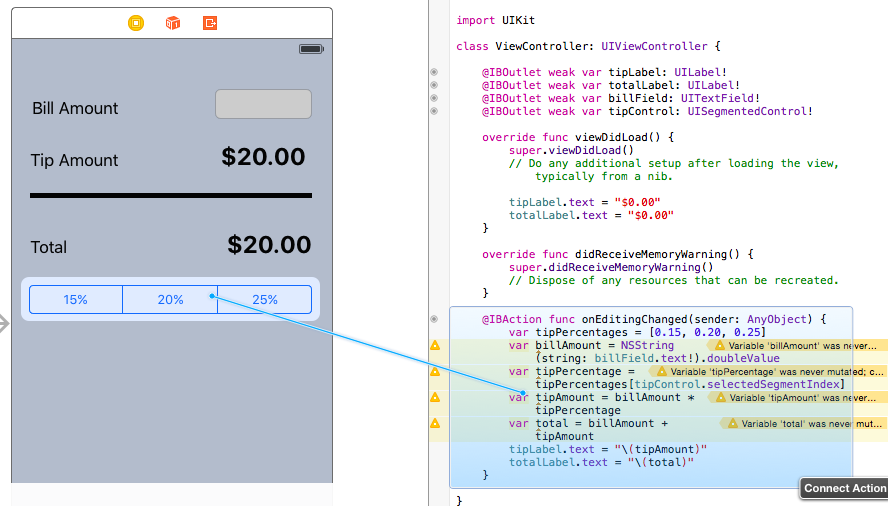 Bill Amount
Tip Amount
$20.00
Total
$20.00
15%
20%
25%
import UIKit
class ViewController: UIViewController {
@IBOutlet weak var tipLabel: UILabel!
@IBOutlet weak var totalLabel: UILabel!
@IBOutlet weak var billField: UITextField!
@IBOutlet weak var tipControl: UISegmentedControl!
override func viewDidLoad() {
super.viewDidLoad()
// Do any additional setup after loading the view,
typically from a nib.
tipLabel.text = "$0.00"
totalLabel.text = "$0.00"
}
override func didReceiveMemoryWarning() {
super.didReceiveMemoryWarning()
// Dispose of any resources that can be recreated.
}
@IBAction func onEditingChanged(sender: AnyObject) {
var tipPercentages = [0.15, 0.20, 0.25]
var billAmount = NSString
Variable 'billAmount' was never...
(string: billField.text!).doubleValue
var tipPercentage =
Variable 'tipPercentage' was never mutated; c...
tipPercentages[tipControl.selectedSegmentIndex]
var tipAmount = billAmount *
Variable 'tipAmount' was never...
tipPercentage
var total = billAmount +
Variable 'total' was never mut...
tipAmount
tipLabel.text = "\(tipAmount)"
totalLabel.text = "\(total)"
}
Connect Action
}